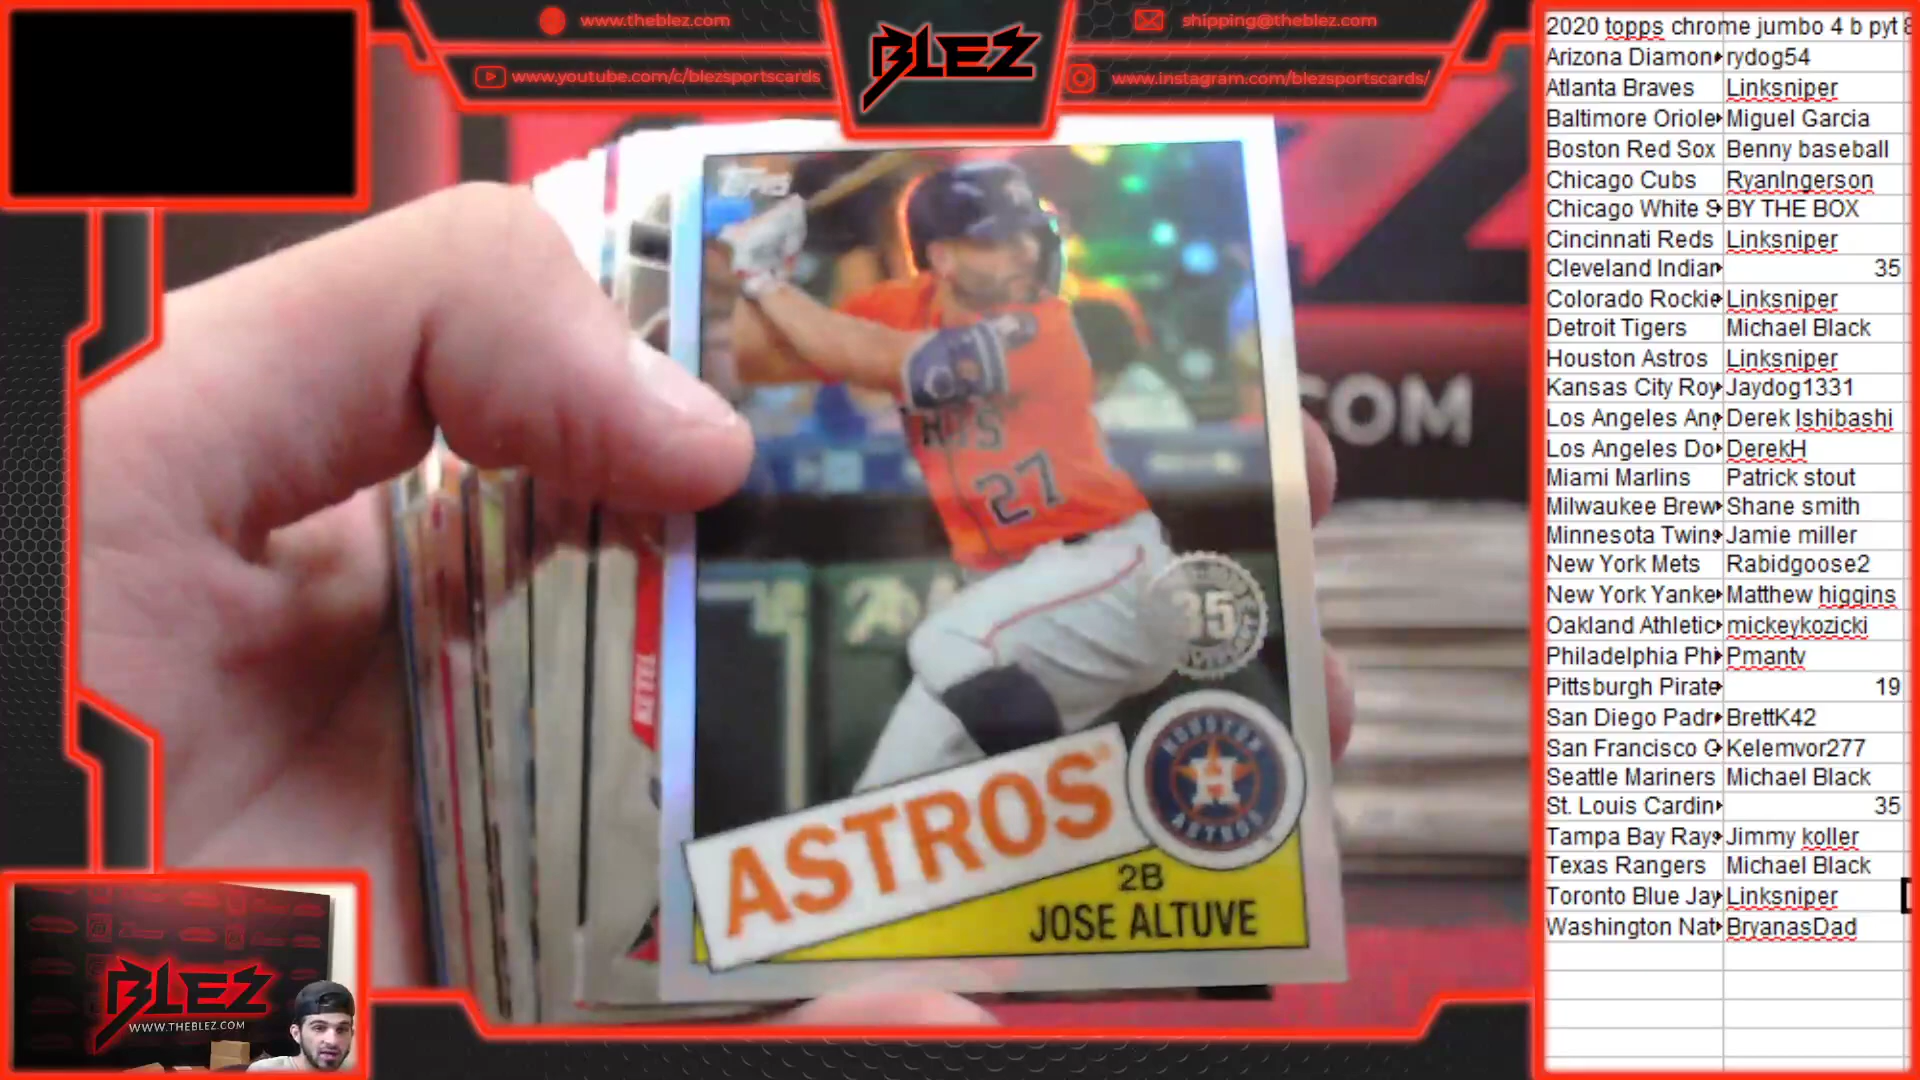 www.theblez.com
shipping@theblez.com
www.youtube.com/c/blezsportscards
www.instagram.com/blezsportscards/
BLEZ
Topps
27
35
KETEL
ASTROS
HOUSTON
H
ASTROS
2B
JOSE ALTUVE
COM
BLEZ
WWW.THEBLEZ.COM
2020 topps chrome jumbo 4 b pyt
Arizona Diamon rydog54
Atlanta Braves Linksniper
Baltimore Oriole Miguel Garcia
Boston Red Sox Benny baseball
Chicago Cubs RyanIngerson
Chicago White S BY THE BOX
Cincinnati Reds Linksniper
Cleveland Indian 35
Colorado Rockie Linksniper
Detroit Tigers Michael Black
Houston Astros Linksniper
Kansas City Roy Jaydog1331
Los Angeles Ang Derek Ishibashi
Los Angeles Do DerekH
Miami Marlins Patrick stout
Milwaukee Brew Shane smith
Minnesota Twins Jamie miller
New York Mets Rabidgoose2
New York Yanke Matthew higgins
Oakland Athletic mickeykozicki
Philadelphia Phi Pmantv
Pittsburgh Pirate 19
San Diego Padr BrettK42
San Francisco G Kelemvor277
Seattle Mariners Michael Black
St. Louis Cardin 35
Tampa Bay Rays Jimmy koller
Texas Rangers Michael Black
Toronto Blue Jay Linksniper
Washington Nat BryanasDad